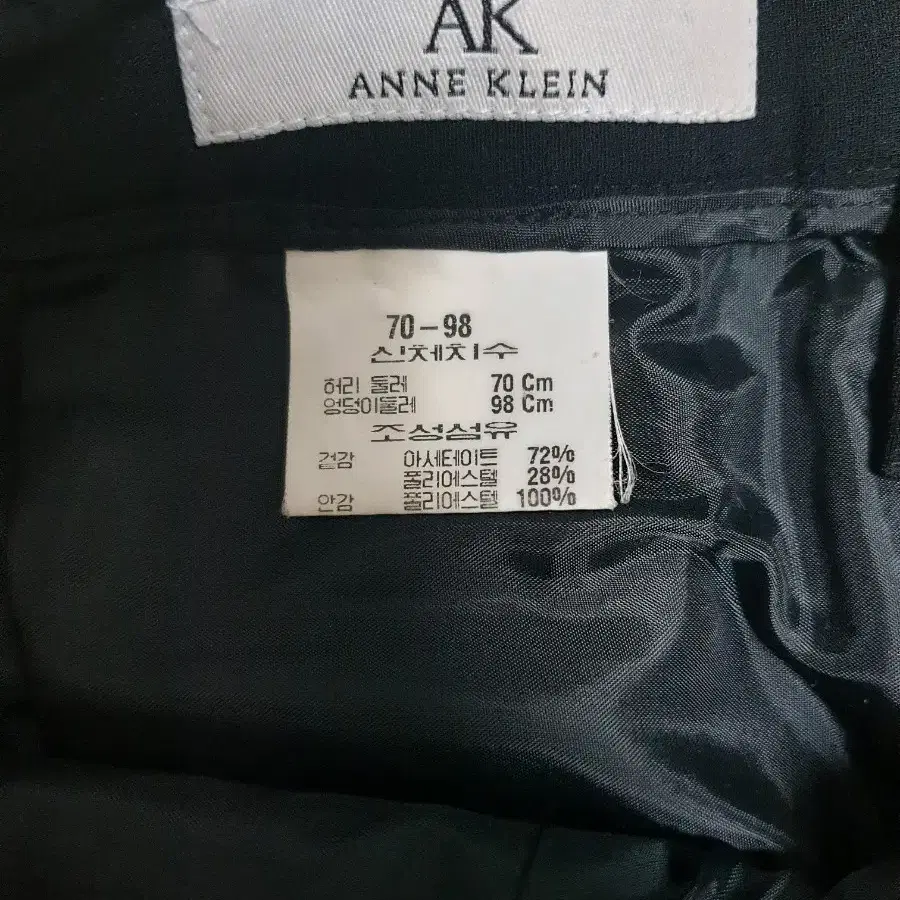 AK
ANNE KLEIN
70-98
신체치수
허리 둘레 70 Cm
엉덩이둘레 98 Cm
조성섬유
겉감 아세테이트 72%
폴리에스텔 28%
안감 폴리에스텔 100%